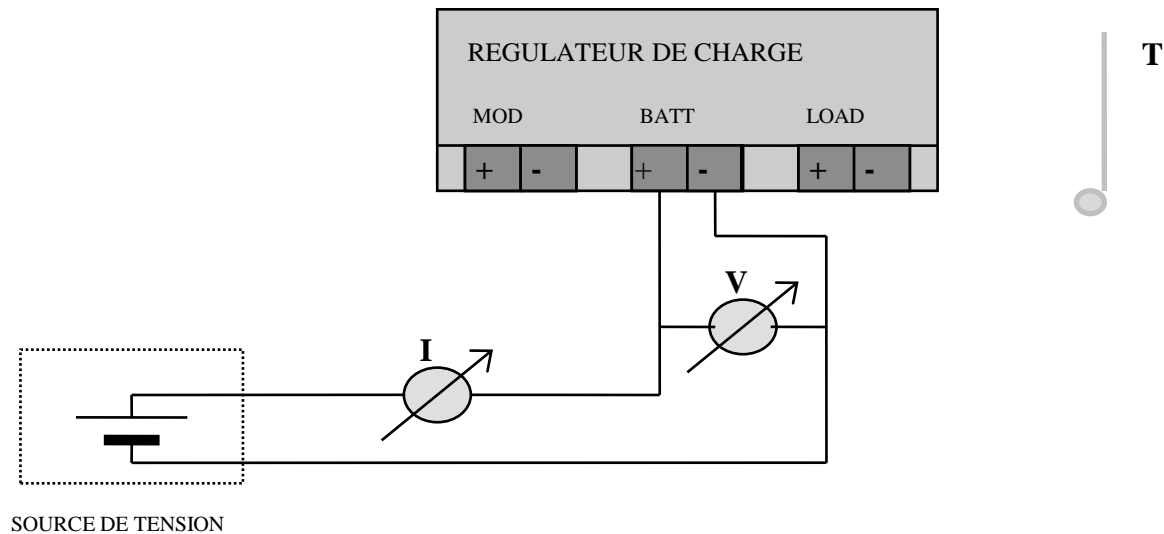 REGULATEUR DE CHARGE
T
MOD BATT LOAD
+ - + - + -
V
I
SOURCE DE TENSION